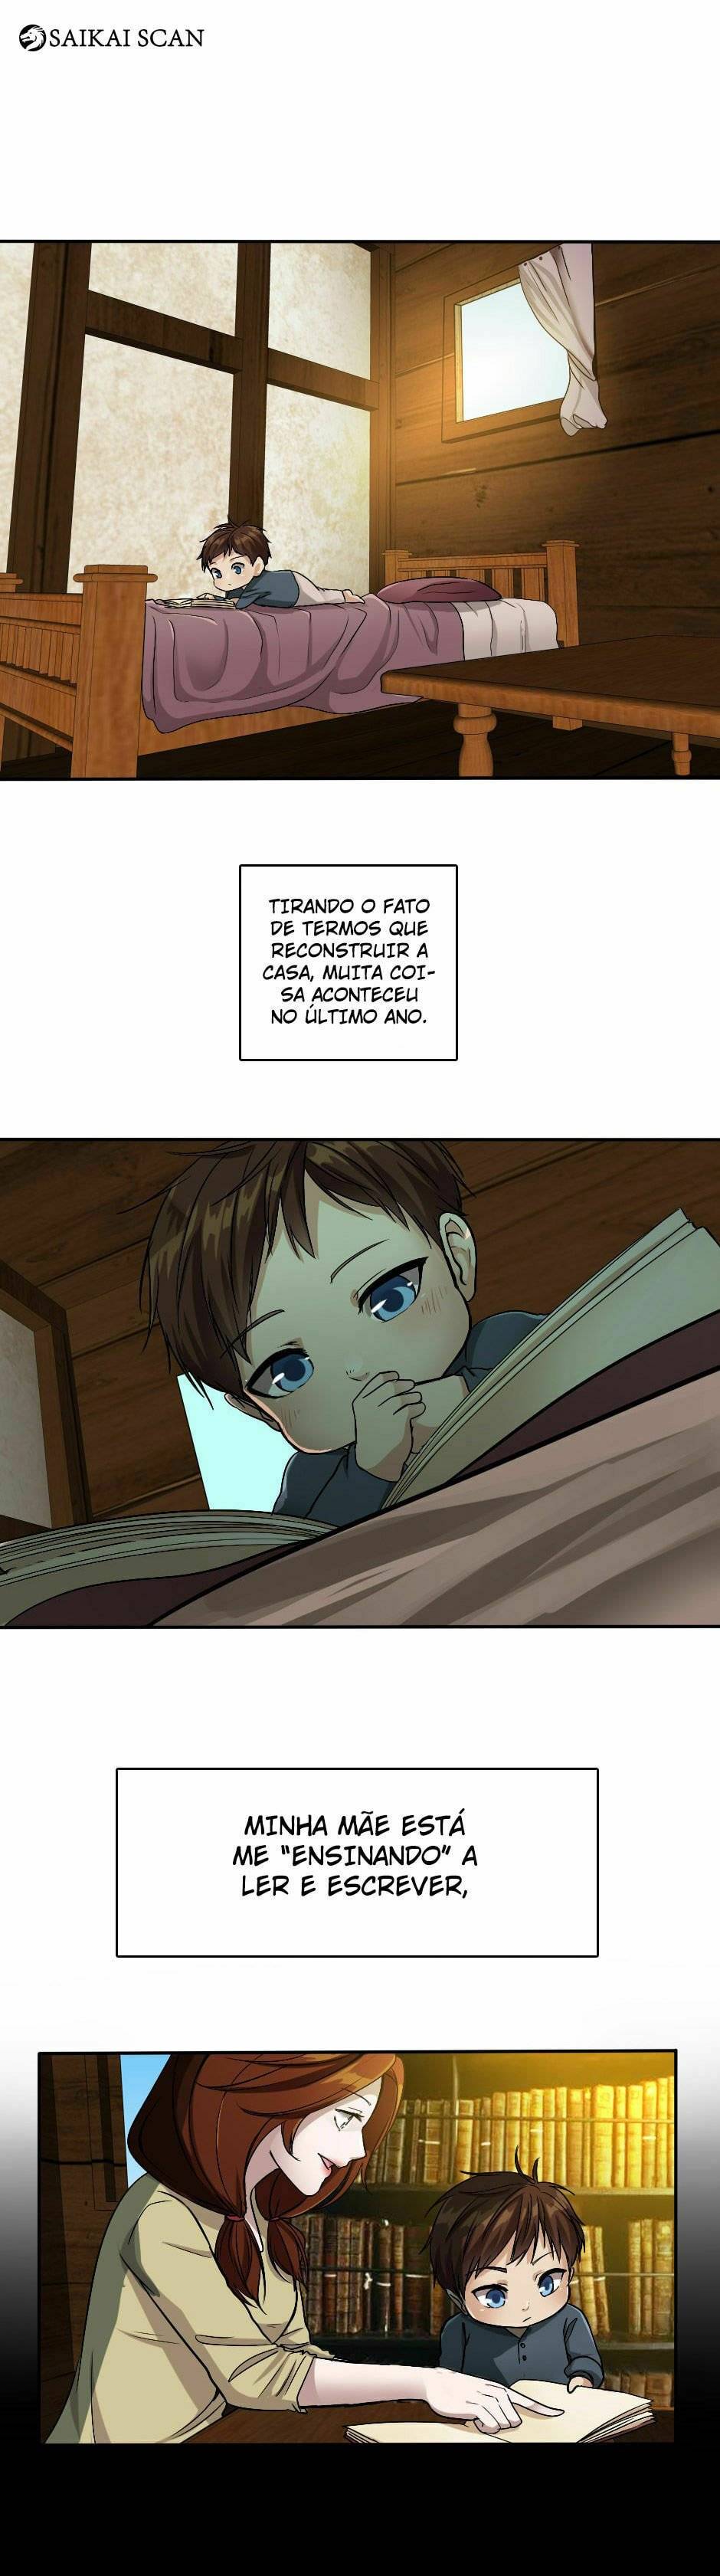 SAIKAI SCAN
TIRANDO O FATO
DE TERMOS QUE
RECONSTRUIR A
CASA, MUITA COI-
SA ACONTECEU
NO ÚLTIMO ANO.
MINHA MÃE ESTÁ
ME "ENSINANDO" A
LER E ESCREVER,